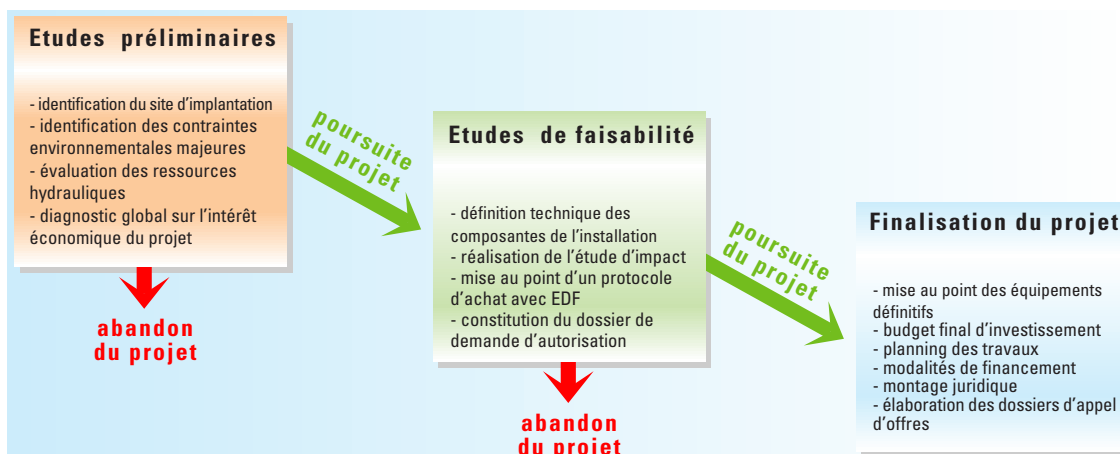 Etudes préliminaires
- identification du site d'implantation
- identification des contraintes
environnementales majeures
- évaluation des ressources
hydrauliques
- diagnostic global sur l'intérêt
économique du projet
abandon
du projet
poursuite
du projet
Etudes de faisabilité
- définition technique des
composantes de l'installation
- réalisation de l'étude d'impact
- mise au point d'un protocole
d'achat avec EDF
- constitution du dossier de
demande d'autorisation
abandon
du projet
poursuite
du projet
Finalisation du projet
- mise au point des équipements
définitifs
- budget final d'investissement
- planning des travaux
- modalités de financement
- montage juridique
- élaboration des dossiers d'appel
d'offres